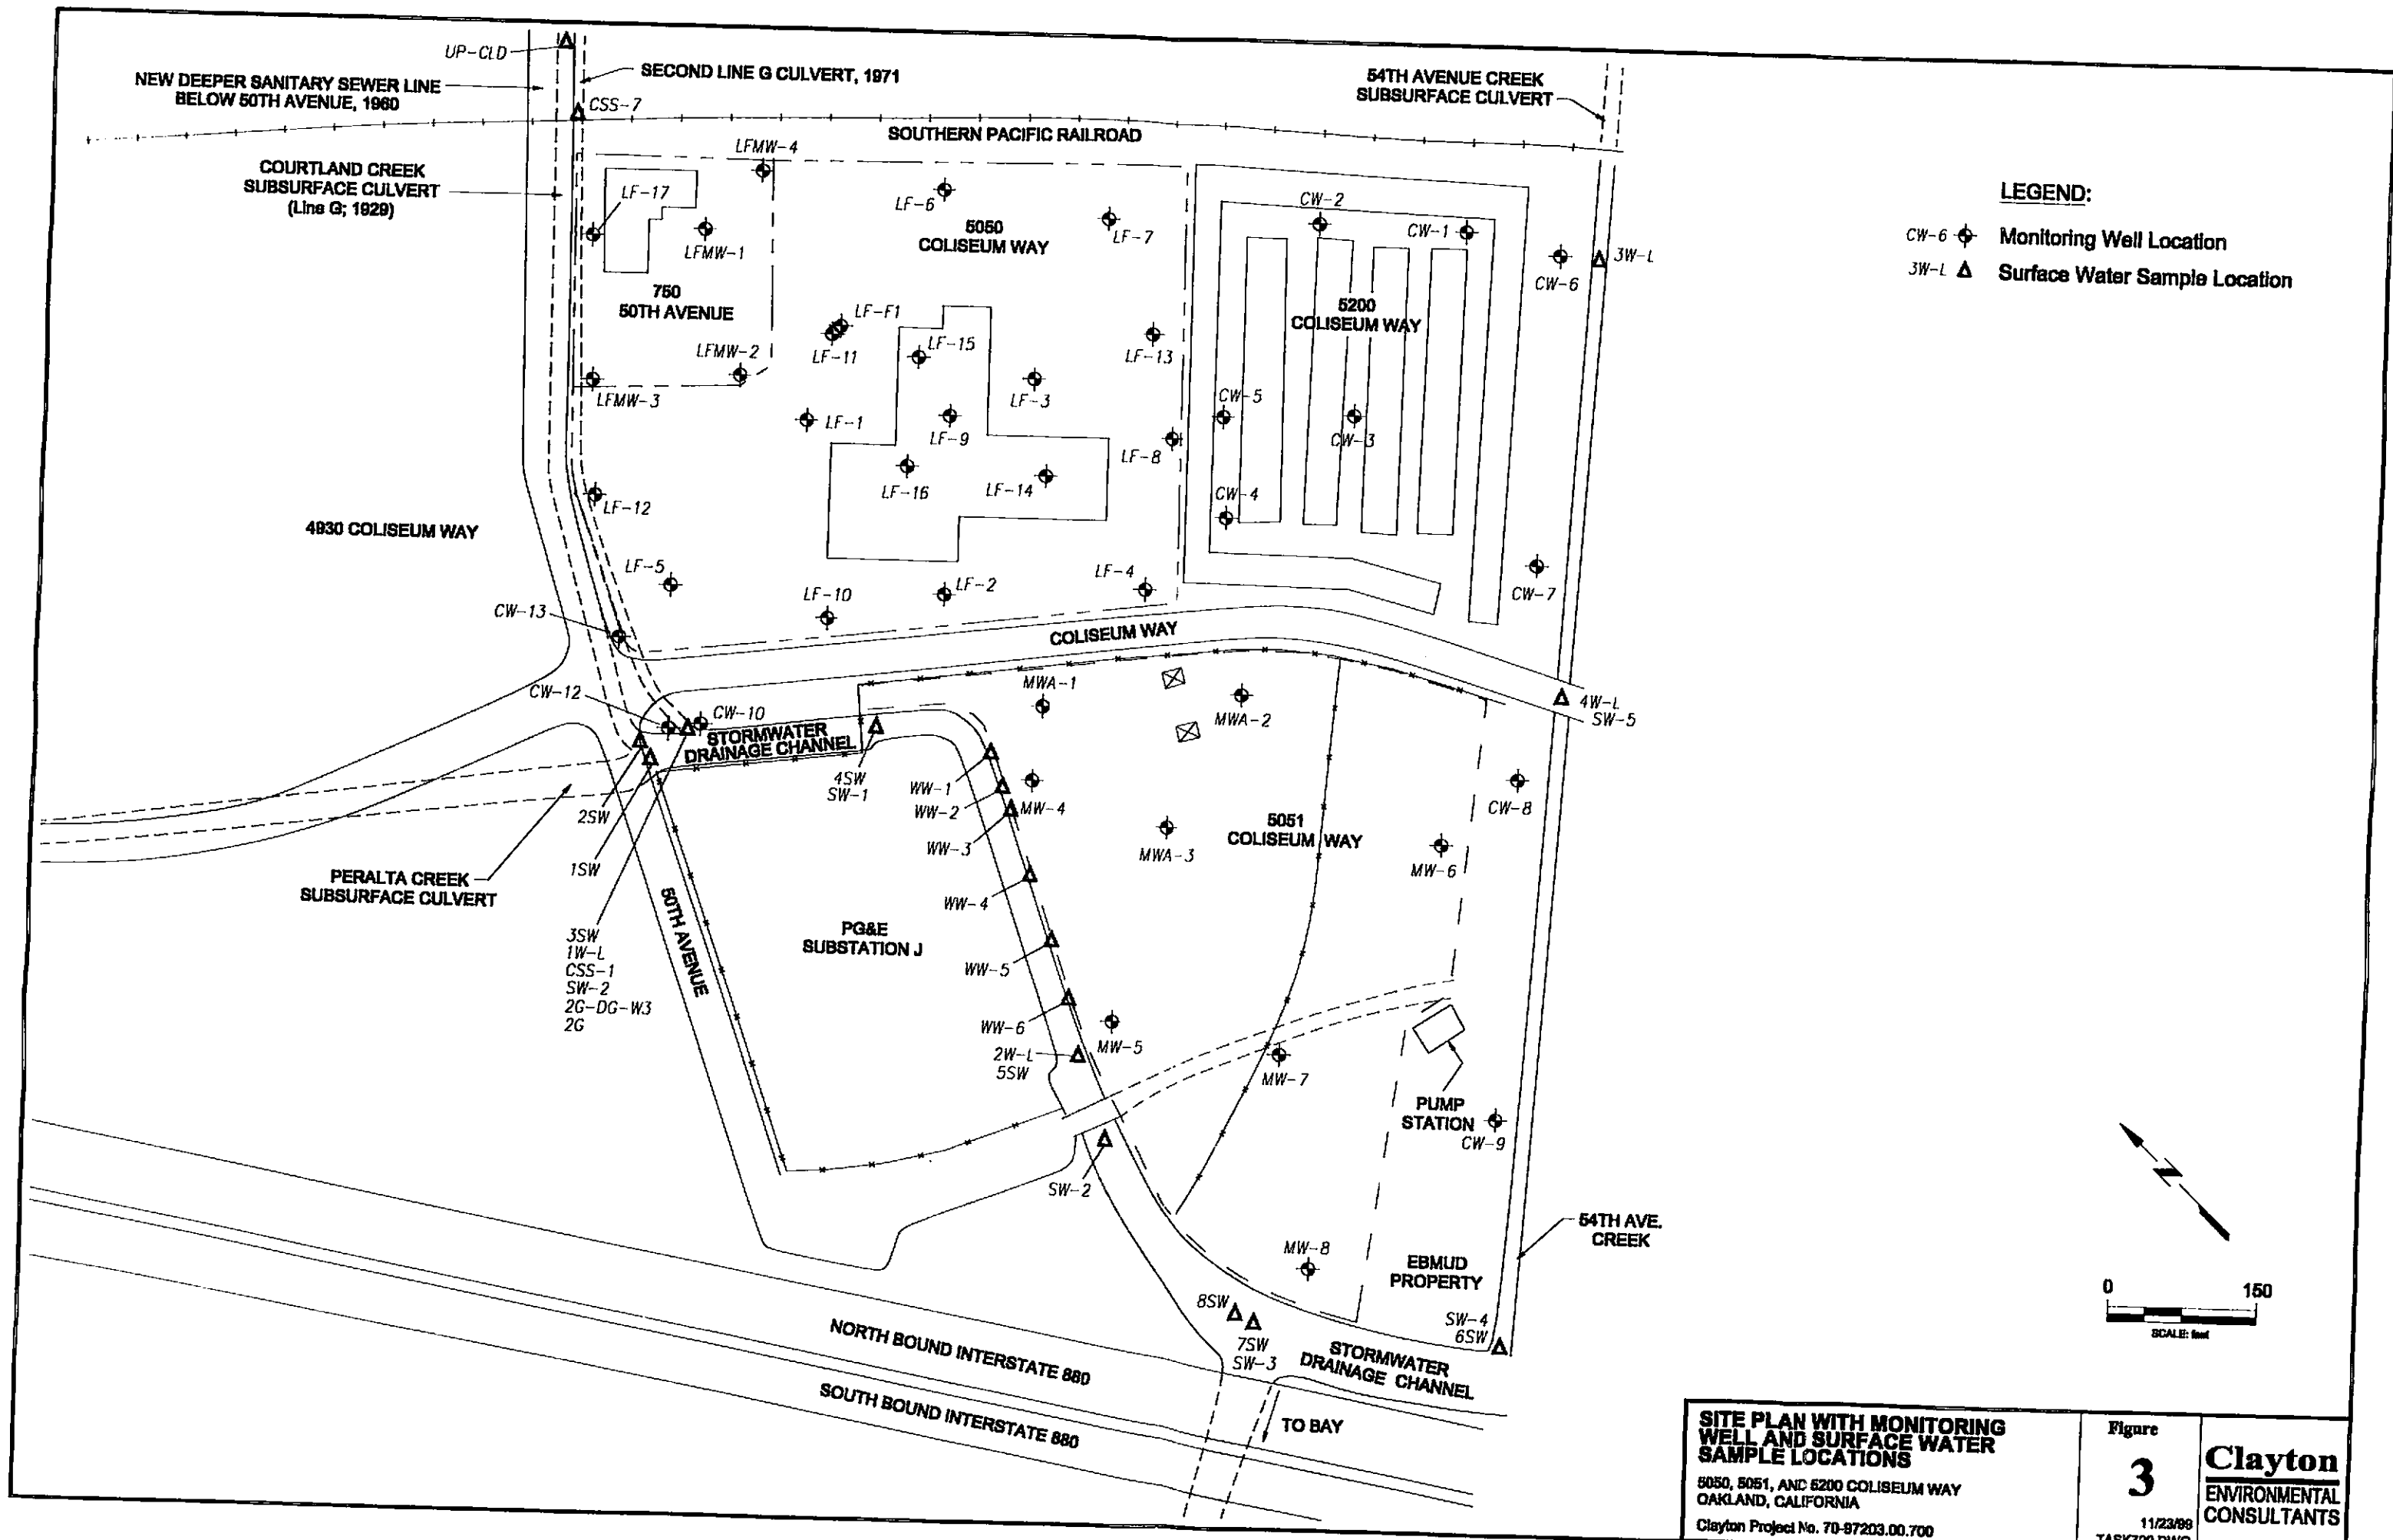 UP-CLD
NEW DEEPER SANITARY SEWER LINE
BELOW 50TH AVENUE, 1960
SECOND LINE G CULVERT, 1971
CSS-7
54TH AVENUE CREEK
SUBSURFACE CULVERT
SOUTHERN PACIFIC RAILROAD
COURTLAND CREEK
SUBSURFACE CULVERT
(Line G; 1929)
LFMW-4
LF-17
LFMW-1
LF-6
LF-7
5050
COLISEUM WAY
CW-2
CW-1
CW-6
3W-L
LEGEND:
CW-6 Monitoring Well Location
3W-L Surface Water Sample Location
750
50TH AVENUE
5200
COLISEUM WAY
LF-F1
LF-11
LF-15
LF-13
LFMW-2
LFMW-3
LF-1
LF-3
LF-9
LF-8
CW-5
CW-3
LF-16
LF-14
CW-4
LF-12
4930 COLISEUM WAY
LF-5
LF-10
LF-2
LF-4
CW-7
CW-13
COLISEUM WAY
CW-12
CW-10
MWA-1
MWA-2
4W-L
SW-5
STORMWATER
DRAINAGE CHANNEL
4SW
SW-1
WW-1
WW-2
WW-3
MW-4
MWA-3
5051
COLISEUM WAY
CW-8
MW-6
2SW
1SW
PERALTA CREEK
SUBSURFACE CULVERT
50TH AVENUE
3SW
1W-L
CSS-1
SW-2
2G-DG-W3
2G
PG&E
SUBSTATION J
WW-4
WW-5
WW-6
2W-L
5SW
MW-5
MW-7
PUMP
STATION
CW-9
SW-2
54TH AVE.
CREEK
N
MW-8
EBMUD
PROPERTY
8SW
7SW
SW-3
SW-4
6SW
STORMWATER
DRAINAGE CHANNEL
0 150
SCALE: feet
NORTH BOUND INTERSTATE 880
SOUTH BOUND INTERSTATE 880
TO BAY
SITE PLAN WITH MONITORING
WELL AND SURFACE WATER
SAMPLE LOCATIONS
5050, 5051, AND 5200 COLISEUM WAY
OAKLAND, CALIFORNIA
Clayton Project No. 70-97203.00.700
Figure
3
11/23/99
TASK700.DWG
Clayton
ENVIRONMENTAL
CONSULTANTS